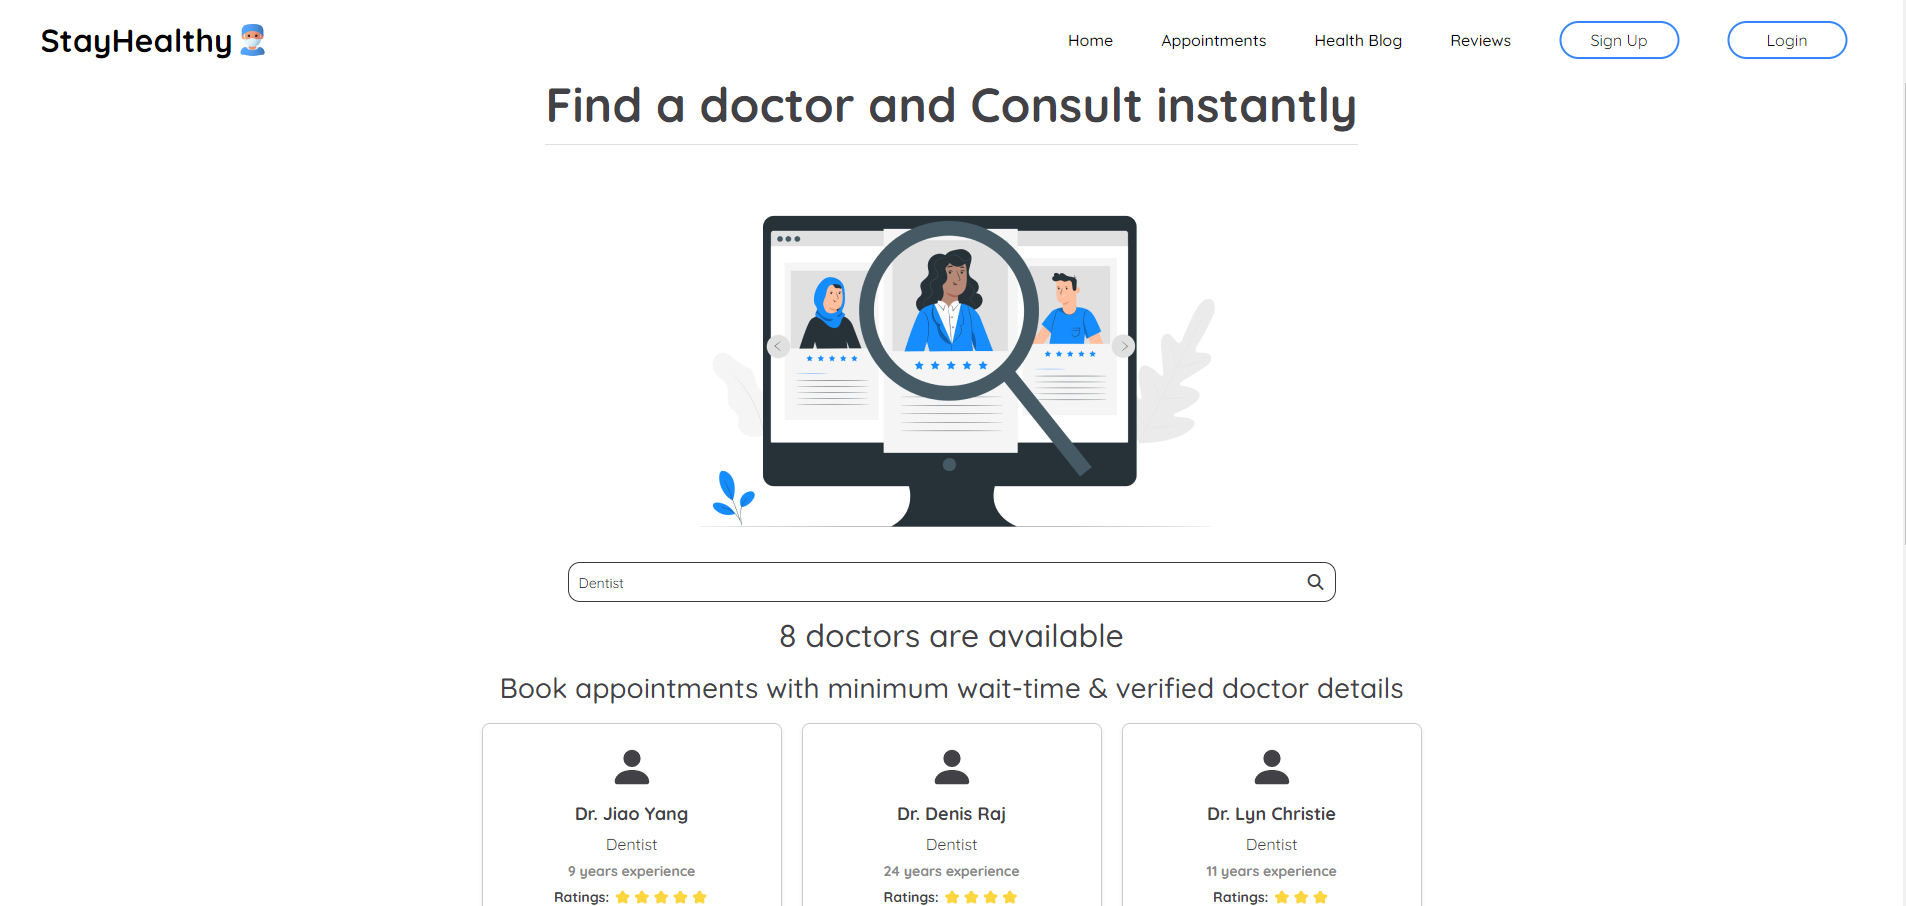 StayHealthy
Home Appointments Health Blog Reviews Sign Up Login
Find a doctor and Consult instantly
Dentist
8 doctors are available
Book appointments with minimum wait-time & verified doctor details
Dr. Jiao Yang
Dentist
9 years experience
Ratings:
Dr. Denis Raj
Dentist
24 years experience
Ratings:
Dr. Lyn Christie
Dentist
11 years experience
Ratings: